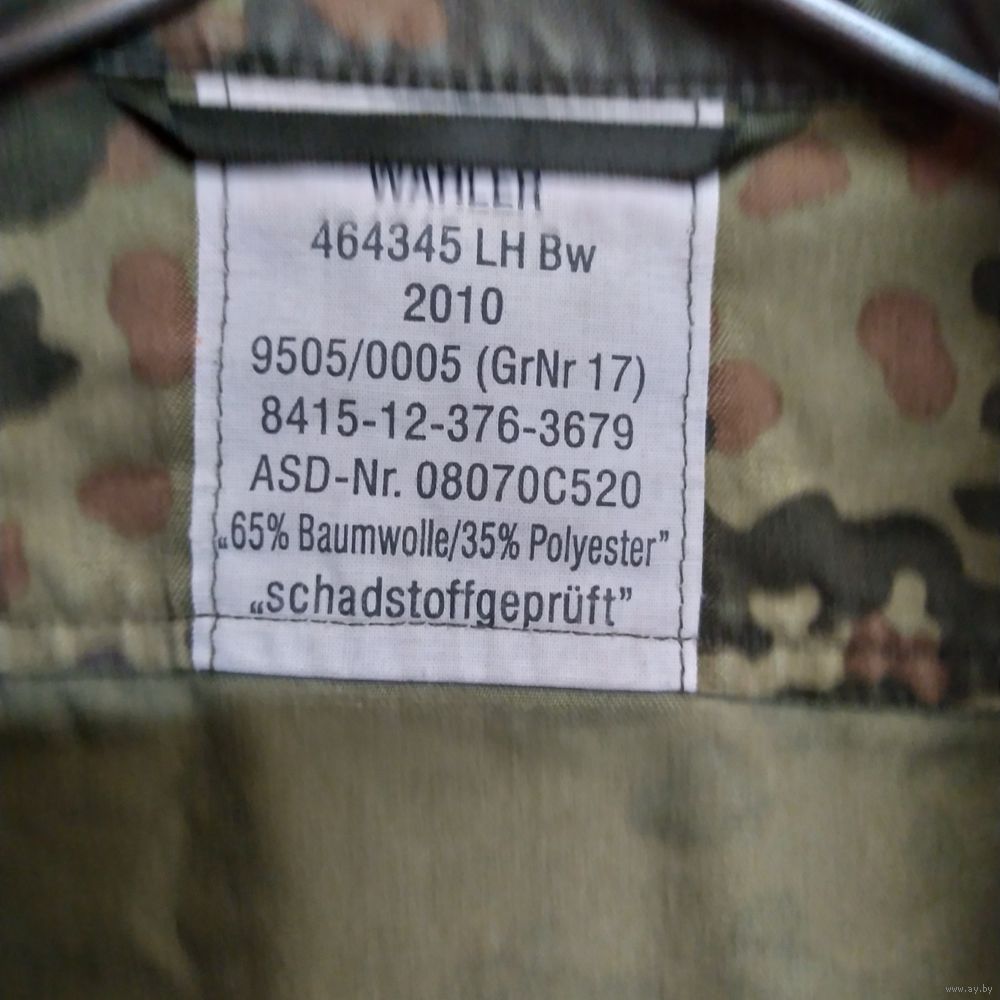 WAHLER
464345 LH Bw
2010
9505/0005 (GrNr 17)
8415-12-376-3679
ASD-Nr. 08070C520
„65% Baumwolle/35% Polyester”
„schadstoffgeprüft”
www.ay.by